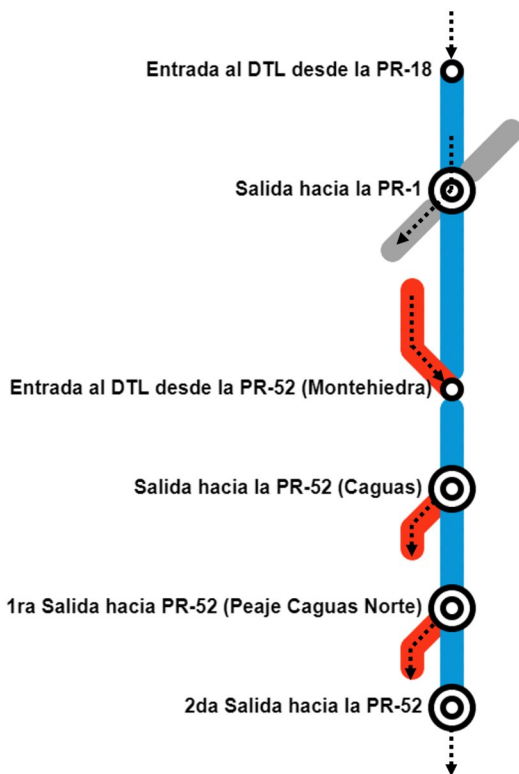 Entrada al DTL desde la PR-18
Salida hacia la PR-1
Entrada al DTL desde la PR-52 (Montehiedra)
Salida hacia la PR-52 (Caguas)
1ra Salida hacia PR-52 (Peaje Caguas Norte)
2da Salida hacia la PR-52